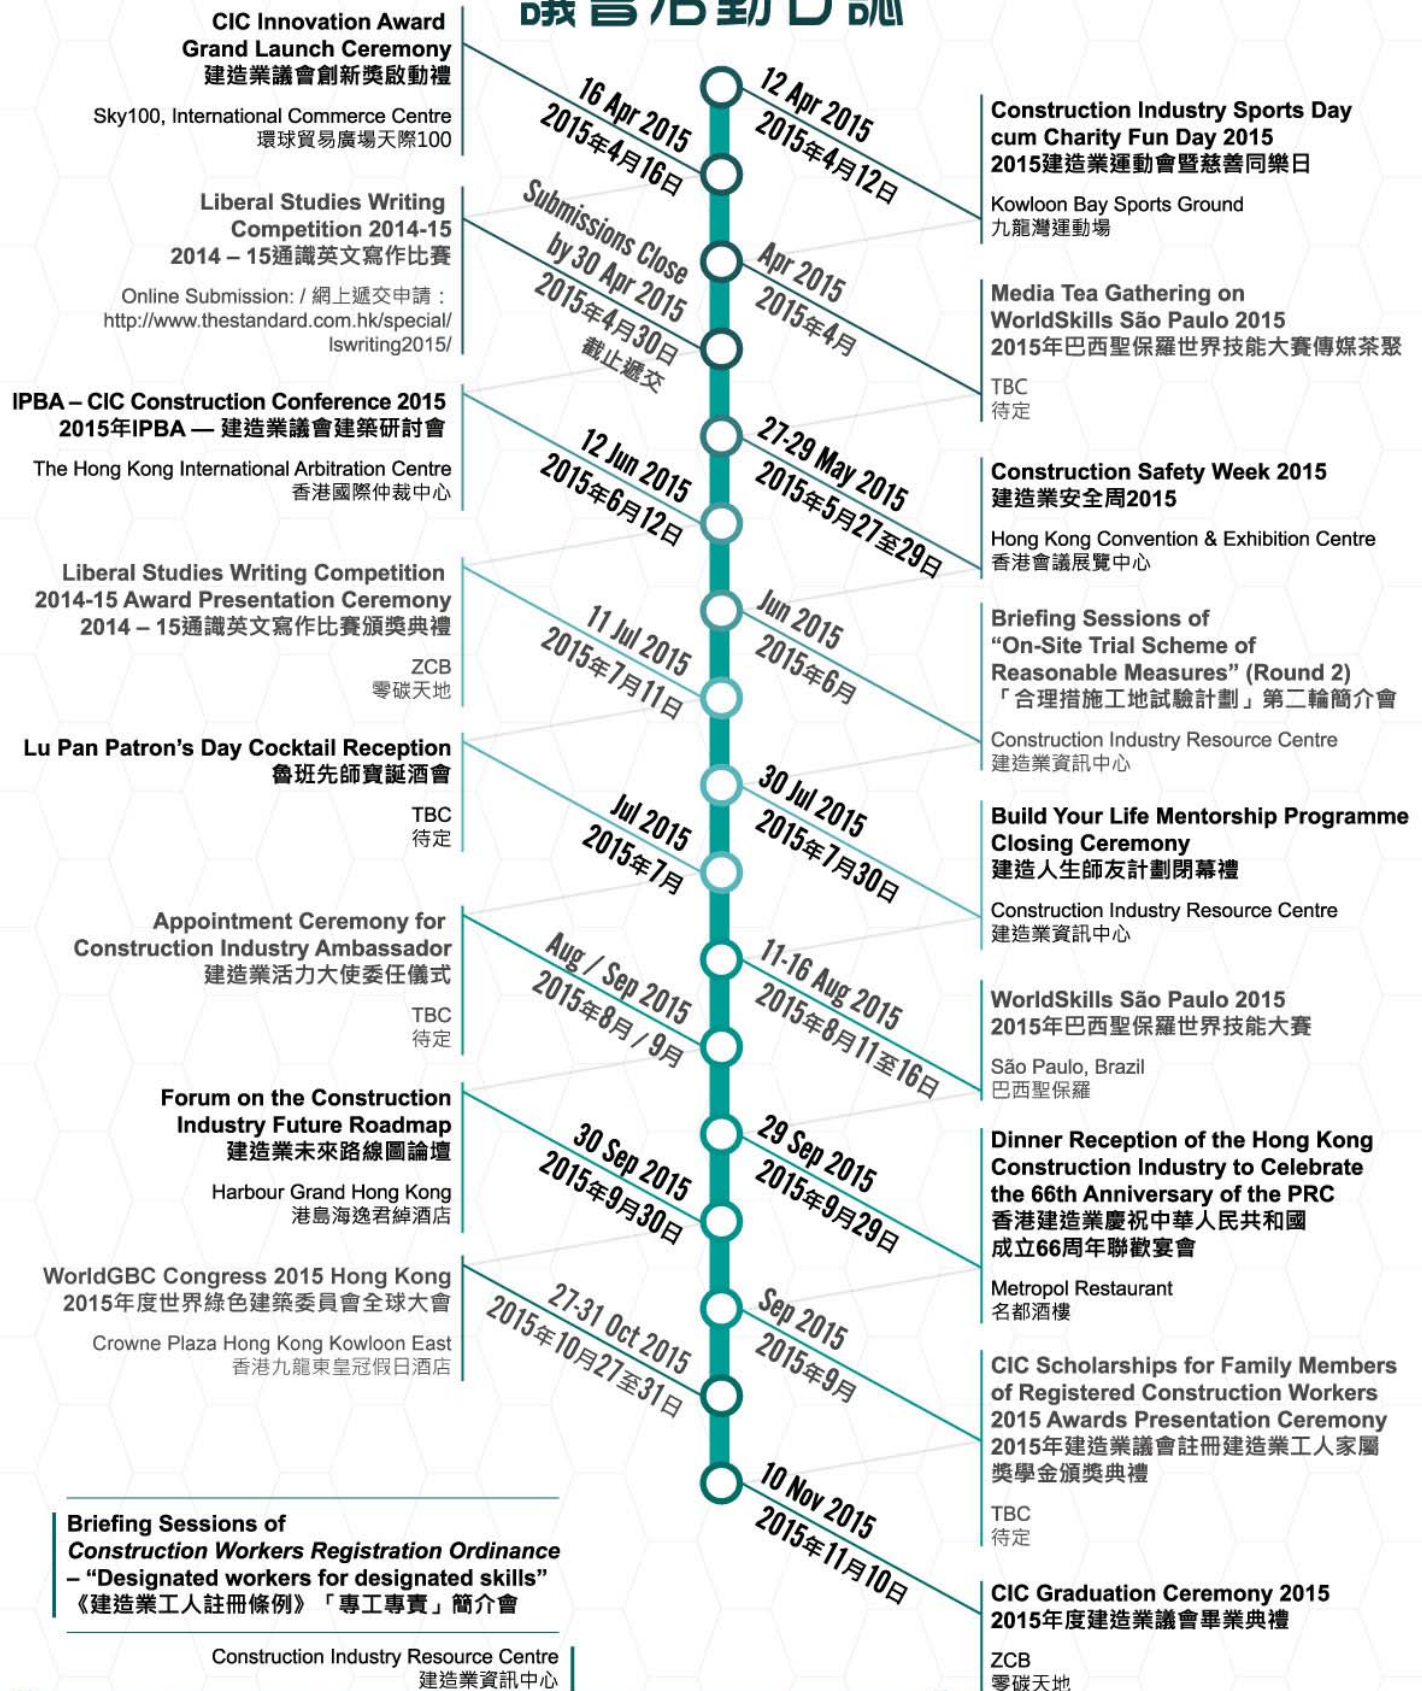 議會活動日誌
CIC Innovation Award
Grand Launch Ceremony
建造業議會創新獎啟動禮
Sky100, International Commerce Centre
環球貿易廣場天際100
16 Apr 2015
2015年4月16日
12 Apr 2015
2015年4月12日
Construction Industry Sports Day
cum Charity Fun Day 2015
2015建造業運動會暨慈善同樂日
Kowloon Bay Sports Ground
九龍灣運動場
Liberal Studies Writing
Competition 2014-15
2014 – 15通識英文寫作比賽
Online Submission: / 網上遞交申請：
http://www.thestandard.com.hk/special/
lswriting2015/
Submissions Close
by 30 Apr 2015
2015年4月30日
截止遞交
Apr 2015
2015年4月
Media Tea Gathering on
WorldSkills São Paulo 2015
2015年巴西聖保羅世界技能大賽傳媒茶聚
TBC
待定
IPBA – CIC Construction Conference 2015
2015年IPBA — 建造業議會建築研討會
The Hong Kong International Arbitration Centre
香港國際仲裁中心
12 Jun 2015
2015年6月12日
27-29 May 2015
2015年5月27至29日
Construction Safety Week 2015
建造業安全周2015
Hong Kong Convention & Exhibition Centre
香港會議展覽中心
Liberal Studies Writing Competition
2014-15 Award Presentation Ceremony
2014 – 15通識英文寫作比賽頒獎典禮
ZCB
零碳天地
11 Jul 2015
2015年7月11日
Jun 2015
2015年6月
Briefing Sessions of
“On-Site Trial Scheme of
Reasonable Measures” (Round 2)
「合理措施工地試驗計劃」第二輪簡介會
Construction Industry Resource Centre
建造業資訊中心
Lu Pan Patron’s Day Cocktail Reception
魯班先師寶誕酒會
TBC
待定
Jul 2015
2015年7月
30 Jul 2015
2015年7月30日
Build Your Life Mentorship Programme
Closing Ceremony
建造人生師友計劃閉幕禮
Construction Industry Resource Centre
建造業資訊中心
Appointment Ceremony for
Construction Industry Ambassador
建造業活力大使委任儀式
TBC
待定
Aug / Sep 2015
2015年8月 / 9月
11-16 Aug 2015
2015年8月11至16日
WorldSkills São Paulo 2015
2015年巴西聖保羅世界技能大賽
São Paulo, Brazil
巴西聖保羅
Forum on the Construction
Industry Future Roadmap
建造業未來路線圖論壇
Harbour Grand Hong Kong
港島海逸君綽酒店
30 Sep 2015
2015年9月30日
29 Sep 2015
2015年9月29日
Dinner Reception of the Hong Kong
Construction Industry to Celebrate
the 66th Anniversary of the PRC
香港建造業慶祝中華人民共和國
成立66周年聯歡宴會
Metropol Restaurant
名都酒樓
WorldGBC Congress 2015 Hong Kong
2015年度世界綠色建築委員會全球大會
Crowne Plaza Hong Kong Kowloon East
香港九龍東皇冠假日酒店
27-31 Oct 2015
2015年10月27至31日
Sep 2015
2015年9月
CIC Scholarships for Family Members
of Registered Construction Workers
2015 Awards Presentation Ceremony
2015年建造業議會註冊建造業工人家屬
獎學金頒獎典禮
TBC
待定
10 Nov 2015
2015年11月10日
CIC Graduation Ceremony 2015
2015年度建造業議會畢業典禮
ZCB
零碳天地
Briefing Sessions of
Construction Workers Registration Ordinance
– “Designated workers for designated skills”
《建造業工人註冊條例》「專工專責」簡介會
Construction Industry Resource Centre
建造業資訊中心